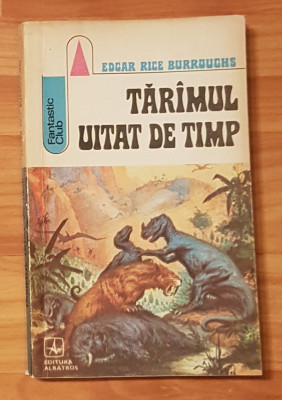 EDGAR RICE BURROUGHS
Fantastic
Club
TĂRÎMUL
UITAT DE TIMP
EDITURA
ALBATROS